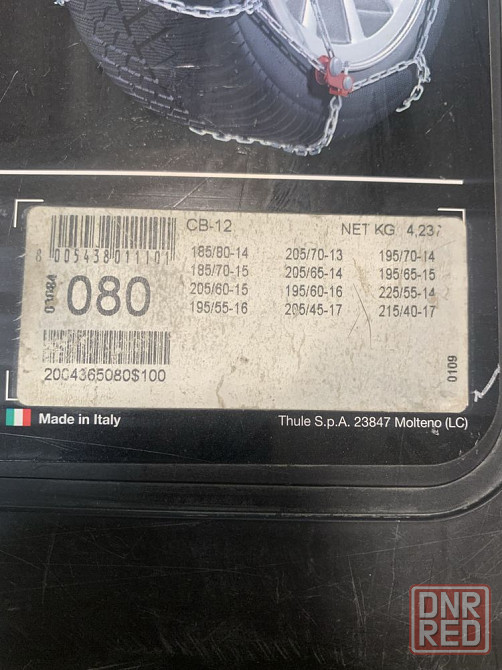 CB-12 NET KG 4,237
8 005438 011101
185/80-14 205/70-13 195/70-14
185/70-15 205/65-14 195/65-15
205/60-15 195/60-16 225/55-14
195/55-16 205/45-17 215/40-17
03084
080
2004365080$100
0109
Made in Italy
Thule S.p.A. 23847 Molteno (LC)
DNR
RED